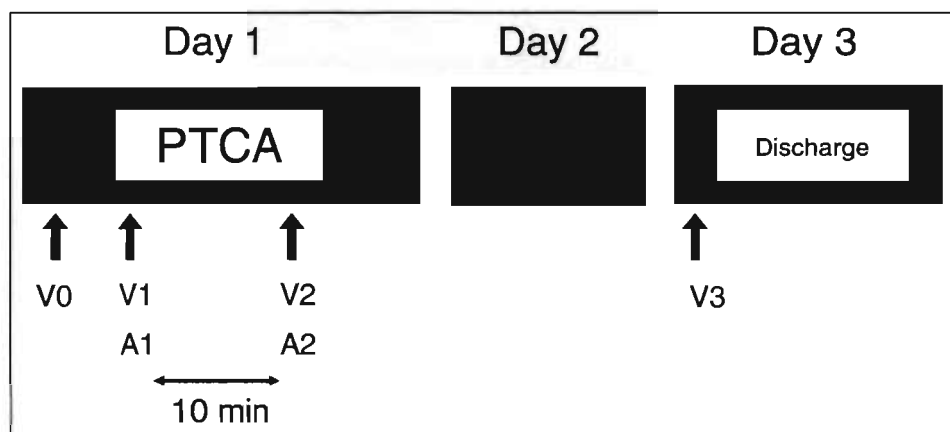 Day 1 Day 2 Day 3
PTCA Discharge
V0 V1 V2 V3
A1 A2
10 min